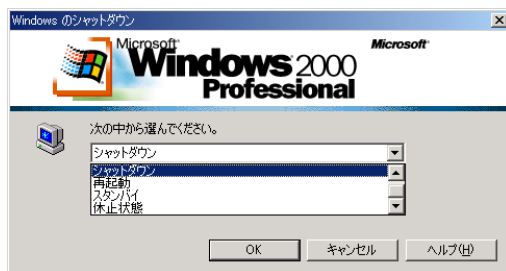 Windows のシャットダウン
Microsoft
Windows 2000
Professional
Microsoft
次の中から選んでください。
シャットダウン
シャットダウン
再起動
スタンバイ
休止状態
OK
キャンセル
ヘルプ(H)